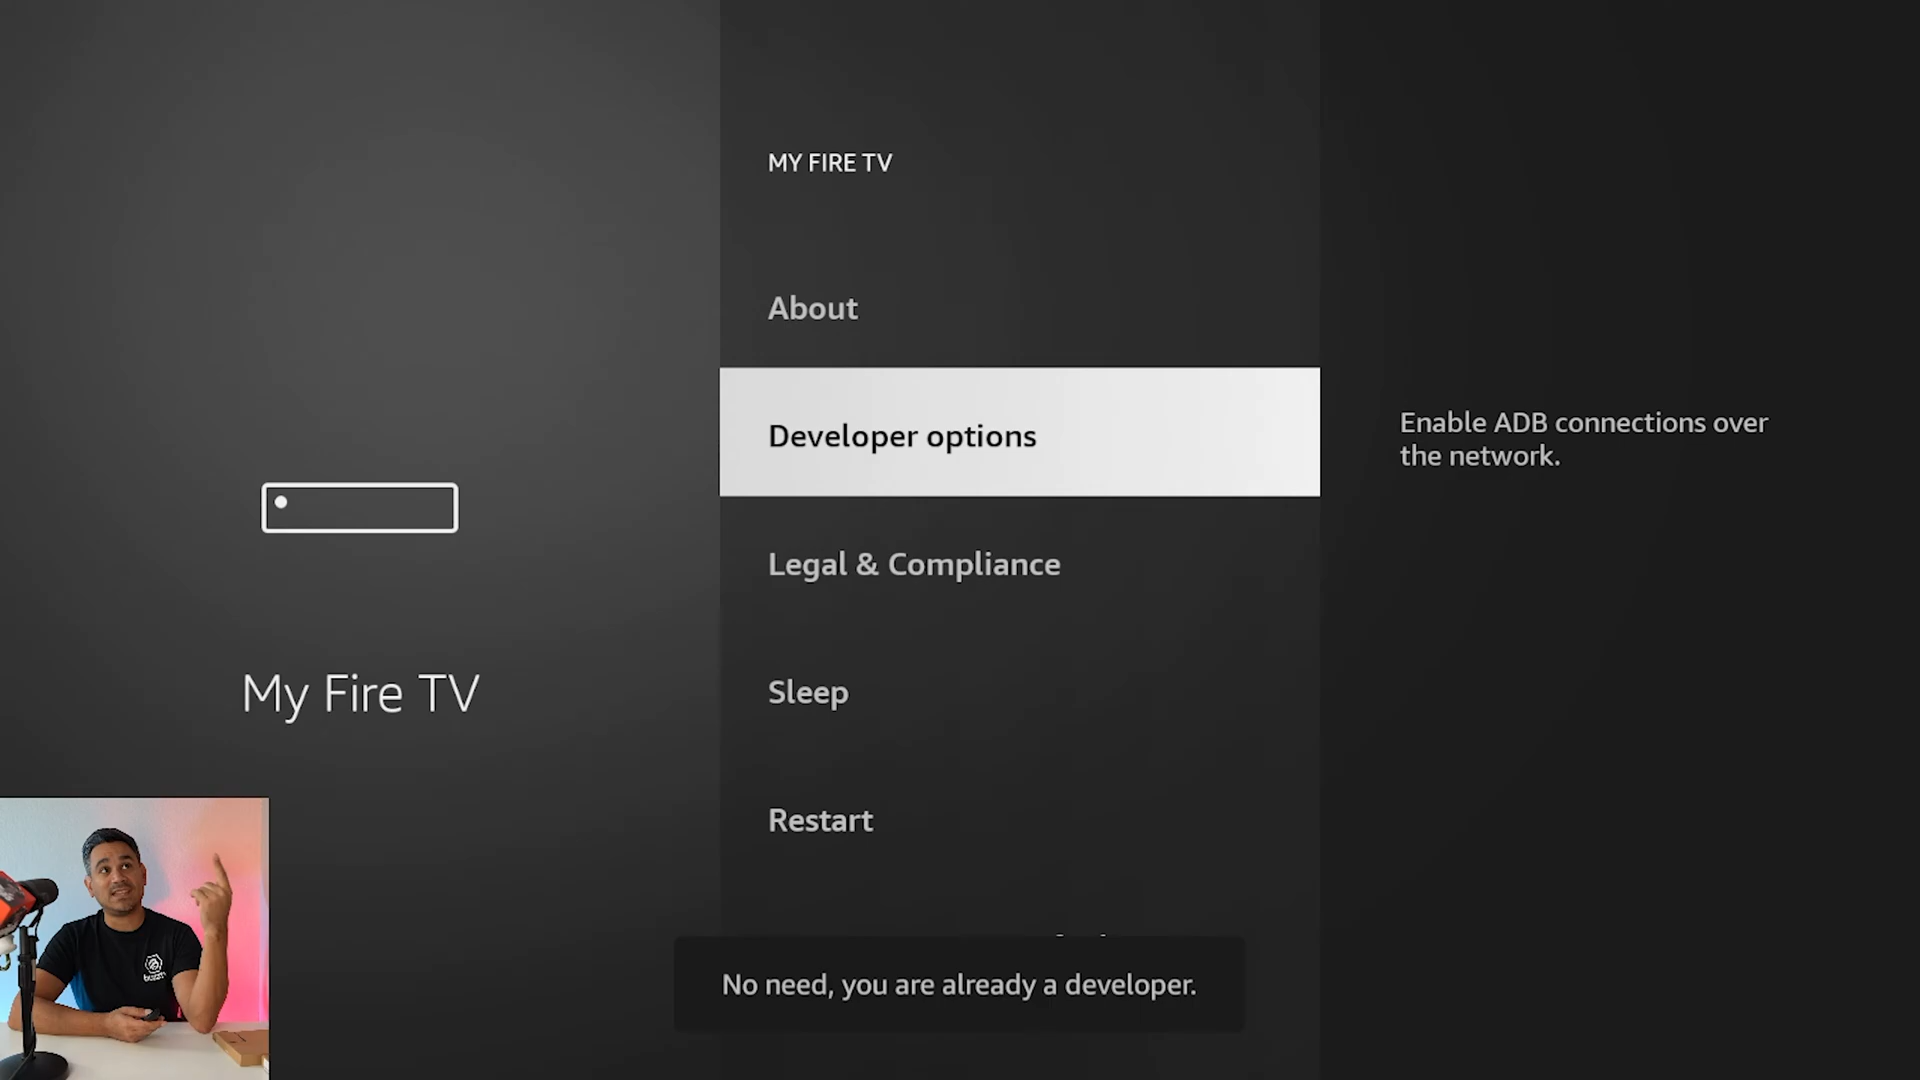 MY FIRE TV
About
Developer options
Enable ADB connections over
the network.
Legal & Compliance
My Fire TV
Sleep
Restart
No need, you are already a developer.